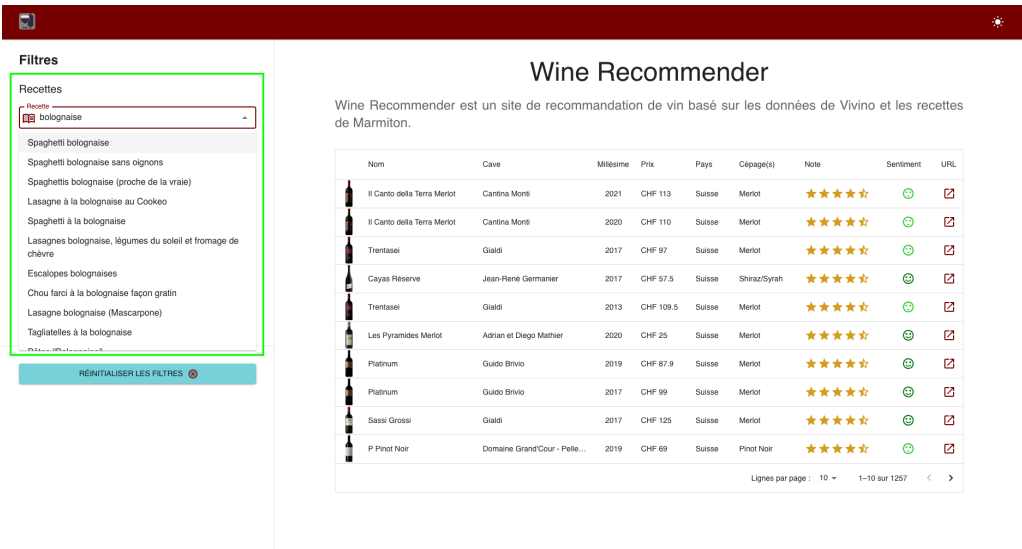 Filtres
Recettes
Recette
bolognaise
Spaghetti bolognaise
Spaghetti bolognaise sans oignons
Spaghettis bolognaise (proche de la vraie)
Lasagne à la bolognaise au Cookeo
Spaghetti à la bolognaise
Lasagnes bolognaise, légumes du soleil et fromage de
chèvre
Escalopes bolognaises
Chou farci à la bolognaise façon gratin
Lasagne bolognaise (Mascarpone)
Tagliatelles à la bolognaise
RÉINITIALISER LES FILTRES
Wine Recommender
Wine Recommender est un site de recommandation de vin basé sur les données de Vivino et les recettes
de Marmiton.
Nom Cave Millésime Prix Pays Cépage(s) Note Sentiment URL
Il Canto della Terra Merlot Cantina Monti 2021 CHF 113 Suisse Merlot
Il Canto della Terra Merlot Cantina Monti 2020 CHF 110 Suisse Merlot
Trentasei Gialdi 2017 CHF 97 Suisse Merlot
Cayas Réserve Jean-René Germanier 2017 CHF 57.5 Suisse Shiraz/Syrah
Trentasei Gialdi 2013 CHF 109.5 Suisse Merlot
Les Pyramides Merlot Adrian et Diego Mathier 2020 CHF 25 Suisse Merlot
Platinum Guido Brivio 2019 CHF 87.9 Suisse Merlot
Platinum Guido Brivio 2017 CHF 99 Suisse Merlot
Sassi Grossi Gialdi 2017 CHF 125 Suisse Merlot
P Pinot Noir Domaine Grand'Cour - Pelle... 2019 CHF 69 Suisse Pinot Noir
Lignes par page : 10 1–10 sur 1257